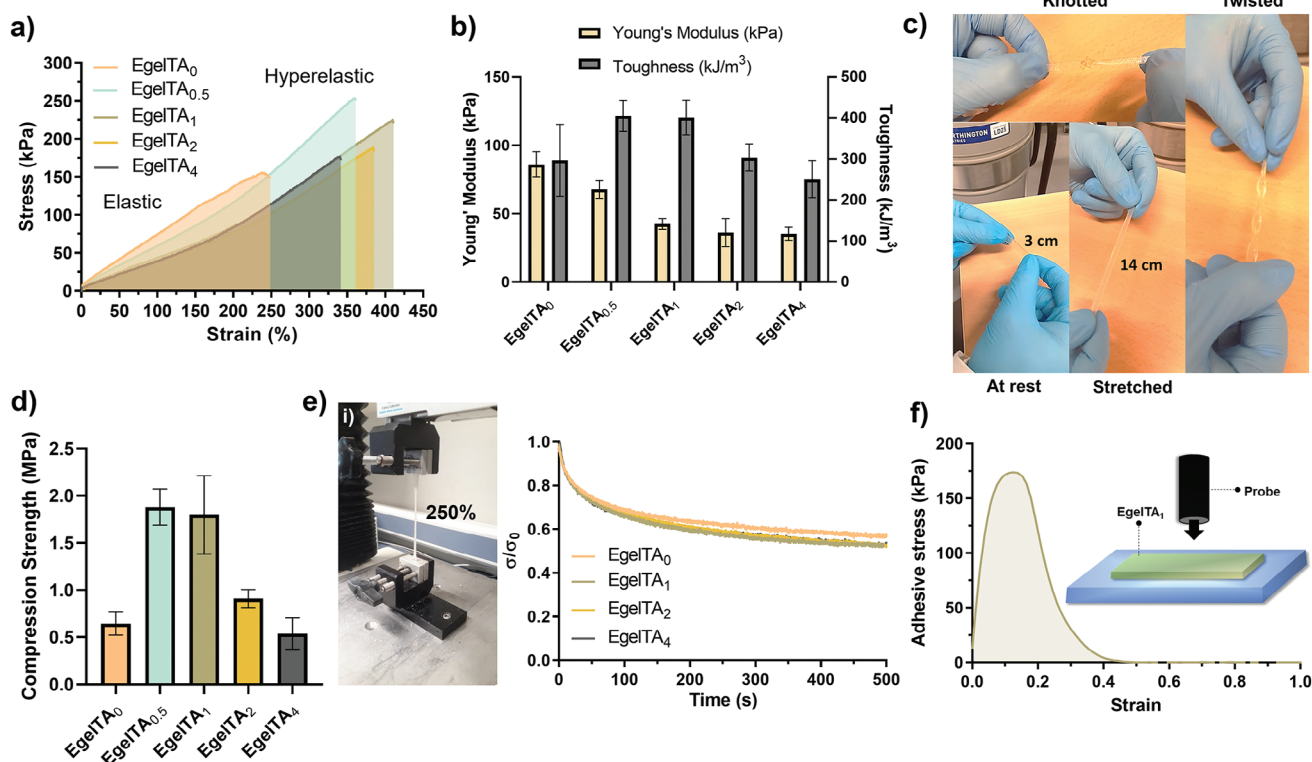 Knotted
Twisted
a)
Stress (kPa)
300
250
200
150
100
50
0
EgelTA0
EgelTA0.5
EgelTA1
EgelTA2
EgelTA4
Hyperelastic
Elastic
0 50 100 150 200 250 300 350 400 450
Strain (%)
b)
Young's Modulus (kPa)
Toughness (kJ/m³)
Young' Modulus (kPa)
150
100
50
0
500
400
300
200
100
0
Toughness (kJ/m³)
EgelTA0
EgelTA0.5
EgelTA1
EgelTA2
EgelTA4
c)
WORTHINGTON
LD25
3 cm
14 cm
At rest
Stretched
d)
Compression Strength (MPa)
2.5
2.0
1.5
1.0
0.5
0.0
EgelTA0
EgelTA0.5
EgelTA1
EgelTA2
EgelTA4
e)
i)
250%
σ/σ0
1.0
0.8
0.6
0.4
0.2
0.0
EgelTA0
EgelTA1
EgelTA2
EgelTA4
0 100 200 300 400 500
Time (s)
f)
Adhesive stress (kPa)
200
150
100
50
0
EgelTA1
Probe
0.0 0.2 0.4 0.6 0.8 1.0
Strain